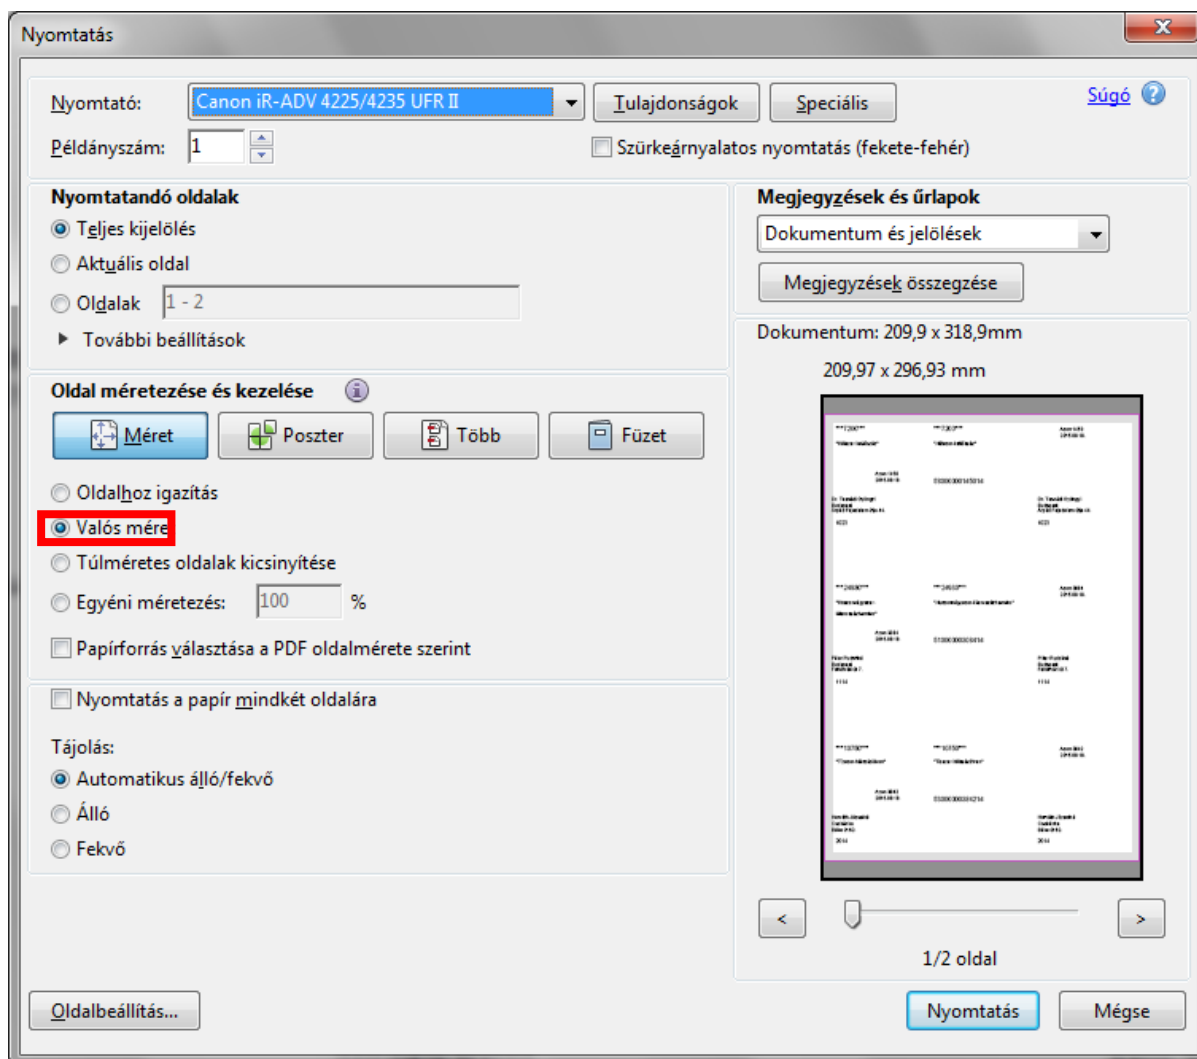 Nyomtatás
Nyomtató: Canon iR-ADV 4225/4235 UFR II Tulajdonságok Speciális Súgó
Példányszám: 1 Szürkeárnyalatos nyomtatás (fekete-fehér)
Nyomtatandó oldalak
Teljes kijelölés
Aktuális oldal
Oldalak 1 - 2
További beállítások
Megjegyzések és űrlapok
Dokumentum és jelölések
Megjegyzések összegzése
Oldal méretezése és kezelése
Méret Poszter Több Füzet
Oldalhoz igazítás
Valós mére
Túlméretes oldalak kicsinyítése
Egyéni méretezés: 100 %
Papírforrás választása a PDF oldalmérete szerint
Nyomtatás a papír mindkét oldalára
Tájolás:
Automatikus álló/fekvő
Álló
Fekvő
Dokumentum: 209,9 x 318,9mm
209,97 x 296,93 mm
< >
1/2 oldal
Oldalbeállítás... Nyomtatás Mégse